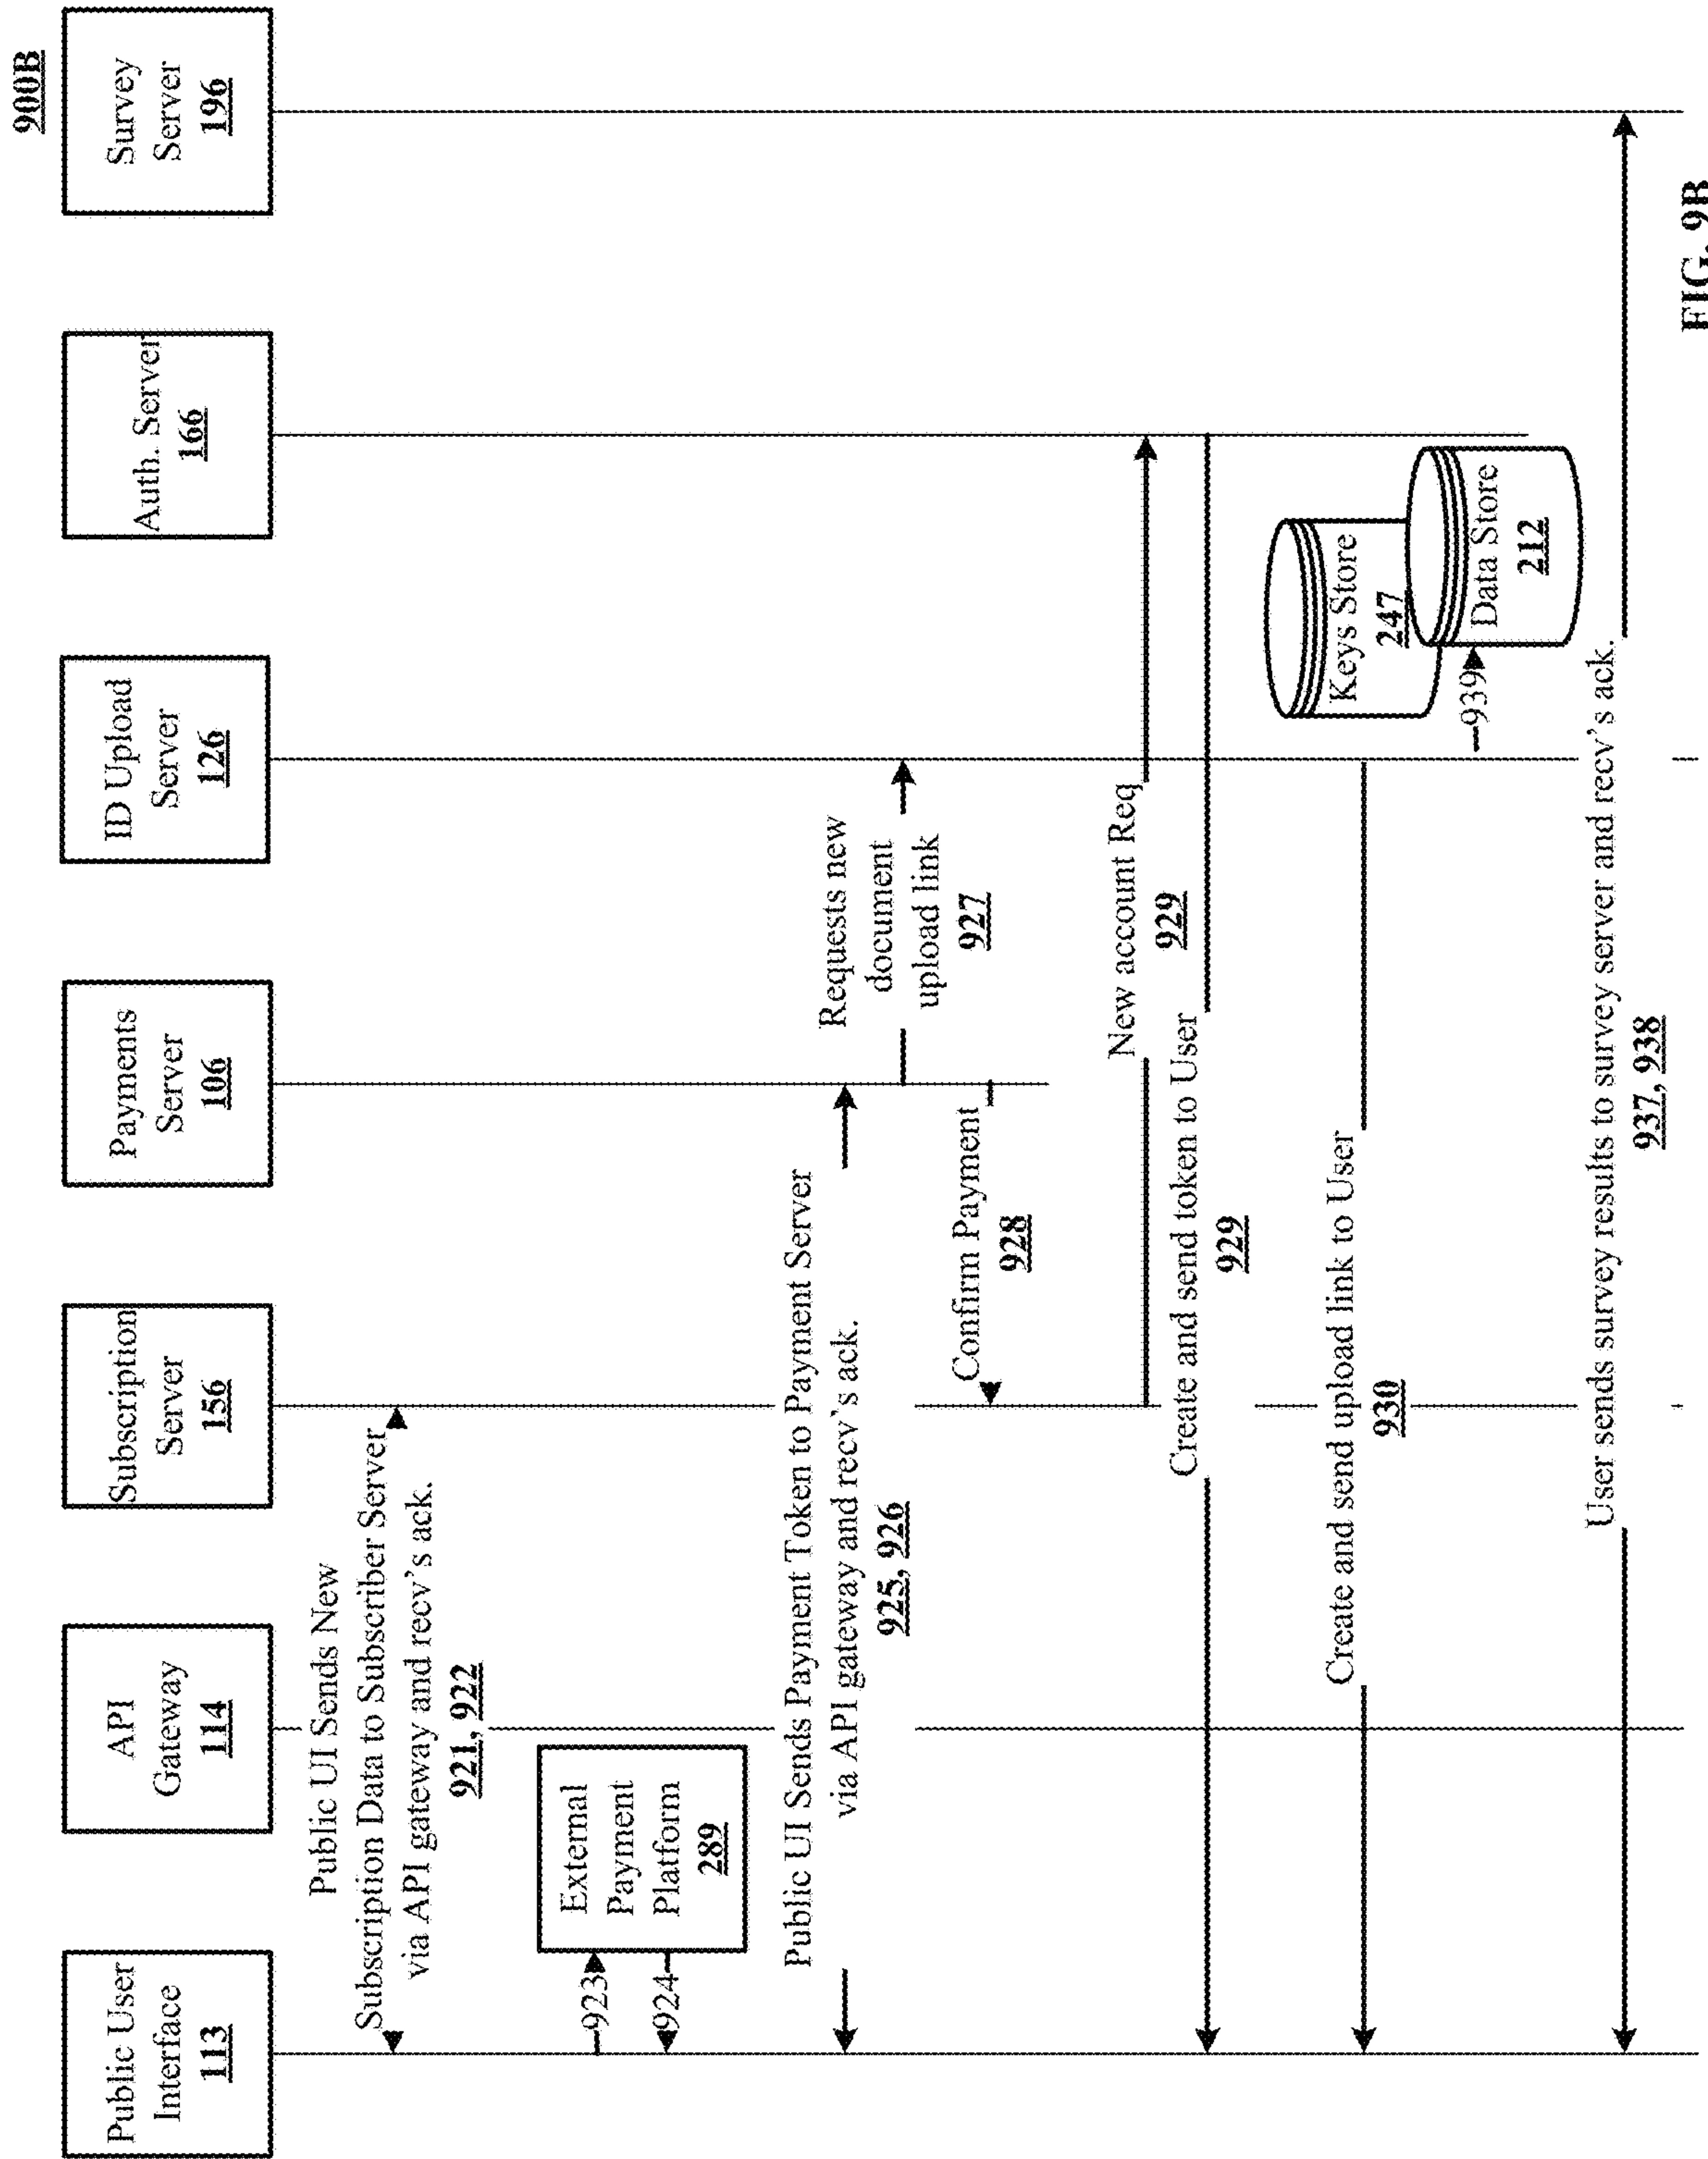 900B
Public User
Interface
113
API
Gateway
114
Subscription
Server
156
Payments
Server
106
ID Upload
Server
126
Auth. Server
166
Survey
Server
196
Public UI Sends New
Subscription Data to Subscriber Server
via API gateway and recv's ack.
921, 922
923
924
External
Payment
Platform
289
Public UI Sends Payment Token to Payment Server
via API gateway and recv's ack.
925, 926
Requests new
document
upload link
927
Confirm Payment
928
New account Req
929
Create and send token to User
929
Create and send upload link to User
930
Keys Store
247
939
Data Store
212
User sends survey results to survey server and recv's ack.
937, 938
FIG. 9B